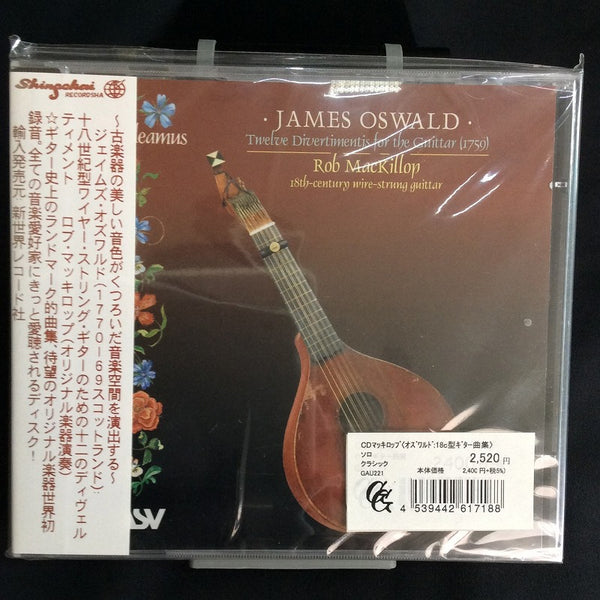 Shinsekai
RECORDSHA
～古楽器の美しい音色がくつろいだ音楽空間を演出する～
ジェイムズ・オズワルド(1770-69スコットランド)
十八世紀型ワイヤー・ストリング・ギターのための十二のディヴェル
ティメント　ロブ・マッキロップ(オリジナル楽器演奏)
☆ギター史上のランドマーク的曲集、待望のオリジナル楽器世界初
録音。全ての音楽愛好家にきっと愛聴されるディスク!
輸入発売元 新世界レコード社
· JAMES OSWALD ·
Twelve Divertimentis for the Guittar (1759)
Rob MacKillop
18th-century wire-strung guittar
CDマッキロップ〈オズワルド:18c型ギター曲集〉
ソロ
2,520円
クラシック
本体価格
2,400円+税5%
GAU221
GG
4 539442 617188